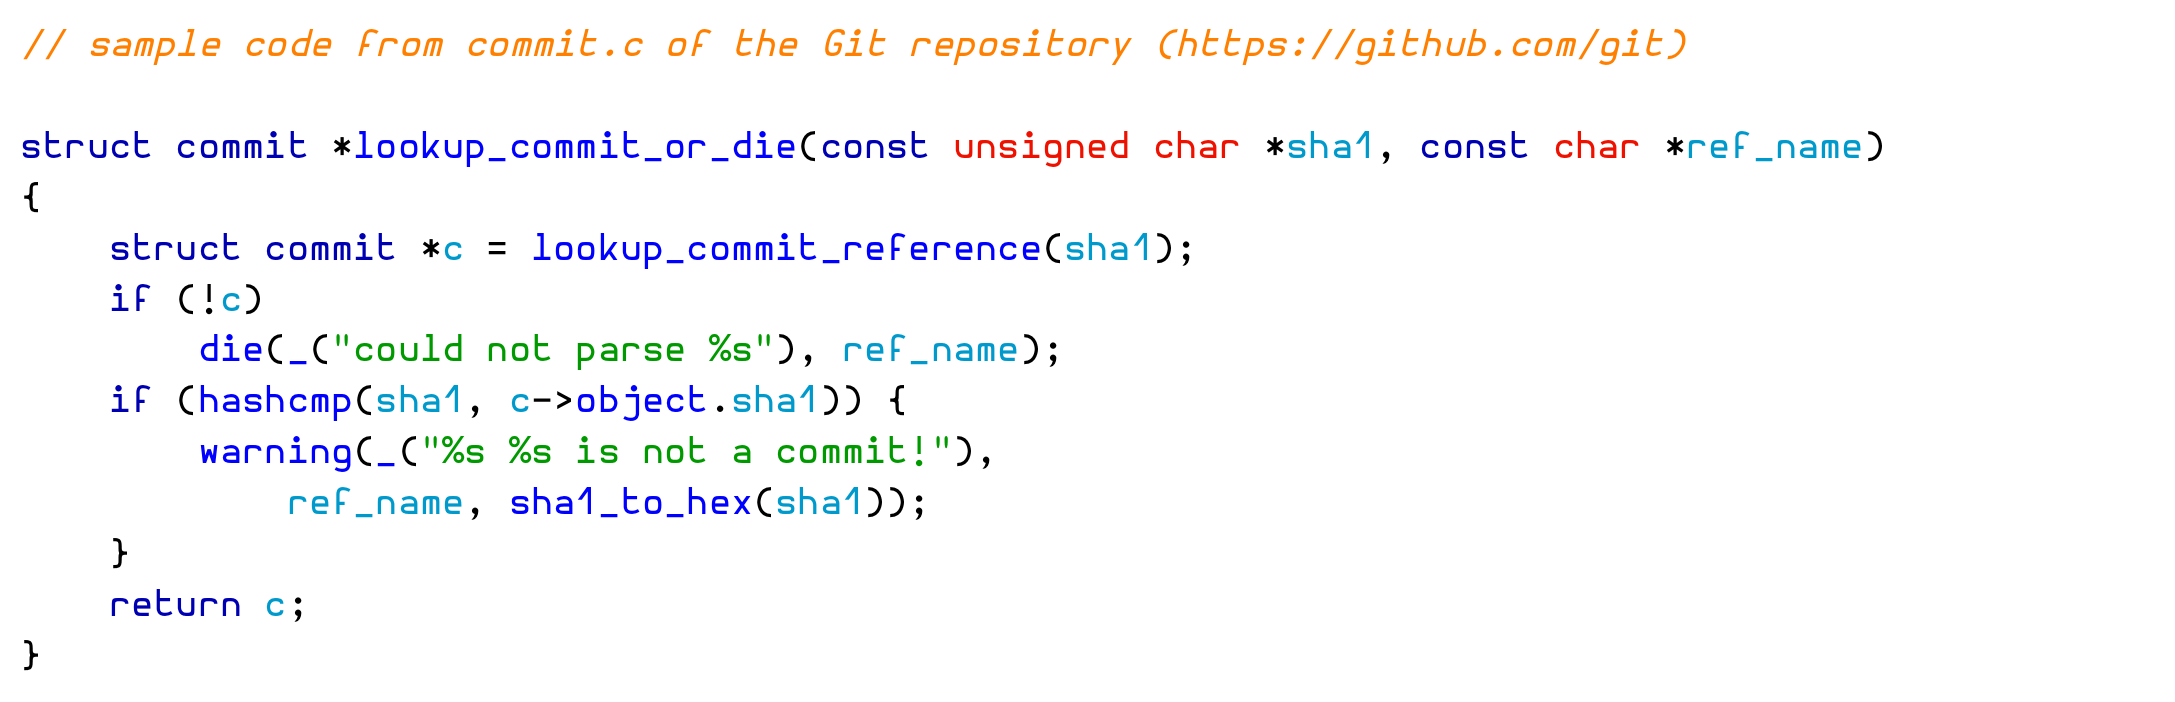 // sample code from commit.c of the Git repository (https://github.com/git)

struct commit *lookup_commit_or_die(const unsigned char *sha1, const char *ref_name)
{
    struct commit *c = lookup_commit_reference(sha1);
    if (!c)
        die(_("could not parse %s"), ref_name);
    if (hashcmp(sha1, c->object.sha1)) {
        warning(_("%s %s is not a commit!"),
            ref_name, sha1_to_hex(sha1));
    }
    return c;
}